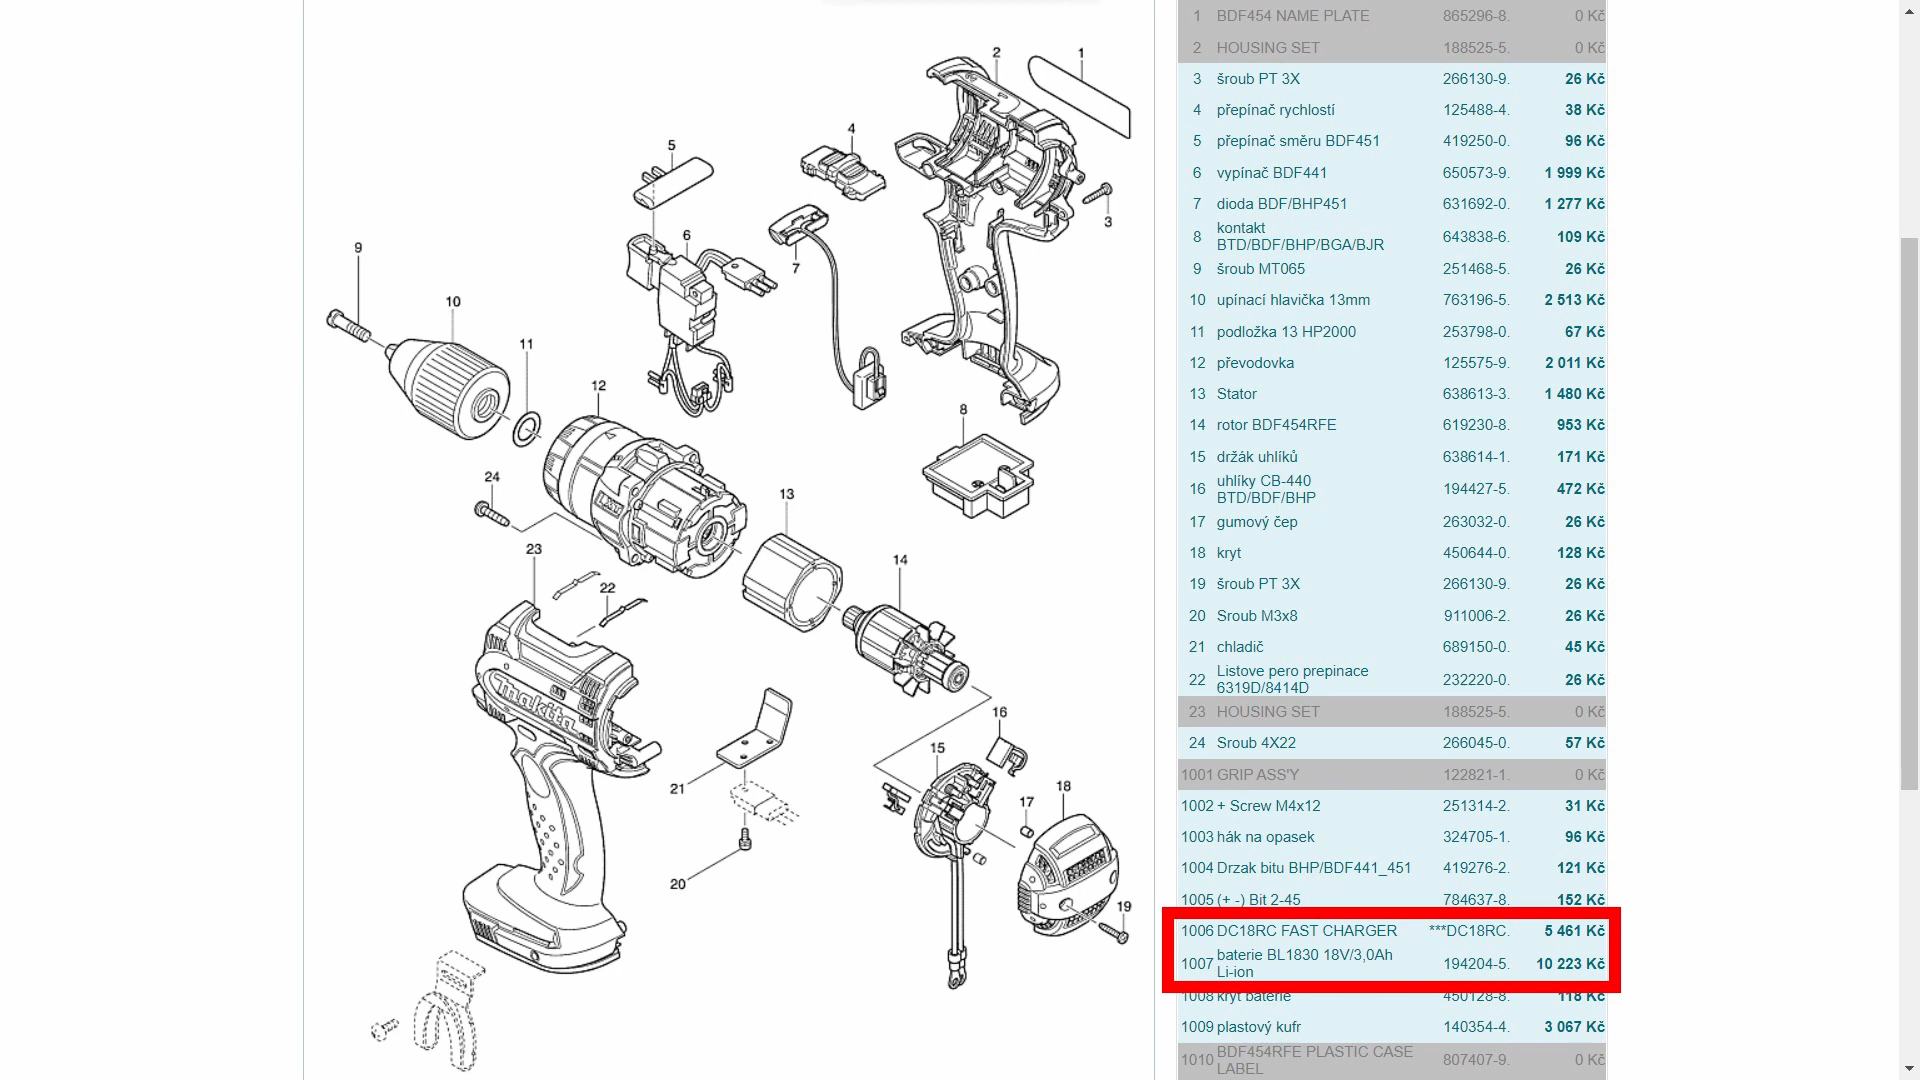 1
2
3
4
5
6
7
8
9
10
11
12
13
14
15
16
17
18
19
20
21
22
23
24
LXT
makita
1 BDF454 NAME PLATE 865296-8. 0 Kč
2 HOUSING SET 188525-5. 0 Kč
3 šroub PT 3X 266130-9. 26 Kč
4 přepínač rychlostí 125488-4. 38 Kč
5 přepínač směru BDF451 419250-0. 96 Kč
6 vypínač BDF441 650573-9. 1 999 Kč
7 dioda BDF/BHP451 631692-0. 1 277 Kč
kontakt
8 BTD/BDF/BHP/BGA/BJR 643838-6. 109 Kč
9 šroub MT065 251468-5. 26 Kč
10 upínací hlavička 13mm 763196-5. 2 513 Kč
11 podložka 13 HP2000 253798-0. 67 Kč
12 převodovka 125575-9. 2 011 Kč
13 Stator 638613-3. 1 480 Kč
14 rotor BDF454RFE 619230-8. 953 Kč
15 držák uhlíků 638614-1. 171 Kč
uhlíky CB-440
16 BTD/BDF/BHP 194427-5. 472 Kč
17 gumový čep 263032-0. 26 Kč
18 kryt 450644-0. 128 Kč
19 šroub PT 3X 266130-9. 26 Kč
20 Sroub M3x8 911006-2. 26 Kč
21 chladič 689150-0. 45 Kč
Listove pero prepinace
22 6319D/8414D 232220-0. 26 Kč
23 HOUSING SET 188525-5. 0 Kč
24 Sroub 4X22 266045-0. 57 Kč
1001 GRIP ASS'Y 122821-1. 0 Kč
1002 + Screw M4x12 251314-2. 31 Kč
1003 hák na opasek 324705-1. 96 Kč
1004 Drzak bitu BHP/BDF441_451 419276-2. 121 Kč
1005 (+ -) Bit 2-45 784637-8. 152 Kč
1006 DC18RC FAST CHARGER ***DC18RC. 5 461 Kč
baterie BL1830 18V/3,0Ah
1007 Li-ion 194204-5. 10 223 Kč
1008 kryt baterie 450128-8. 118 Kč
1009 plastový kufr 140354-4. 3 067 Kč
BDF454RFE PLASTIC CASE
1010 LABEL 807407-9. 0 Kč